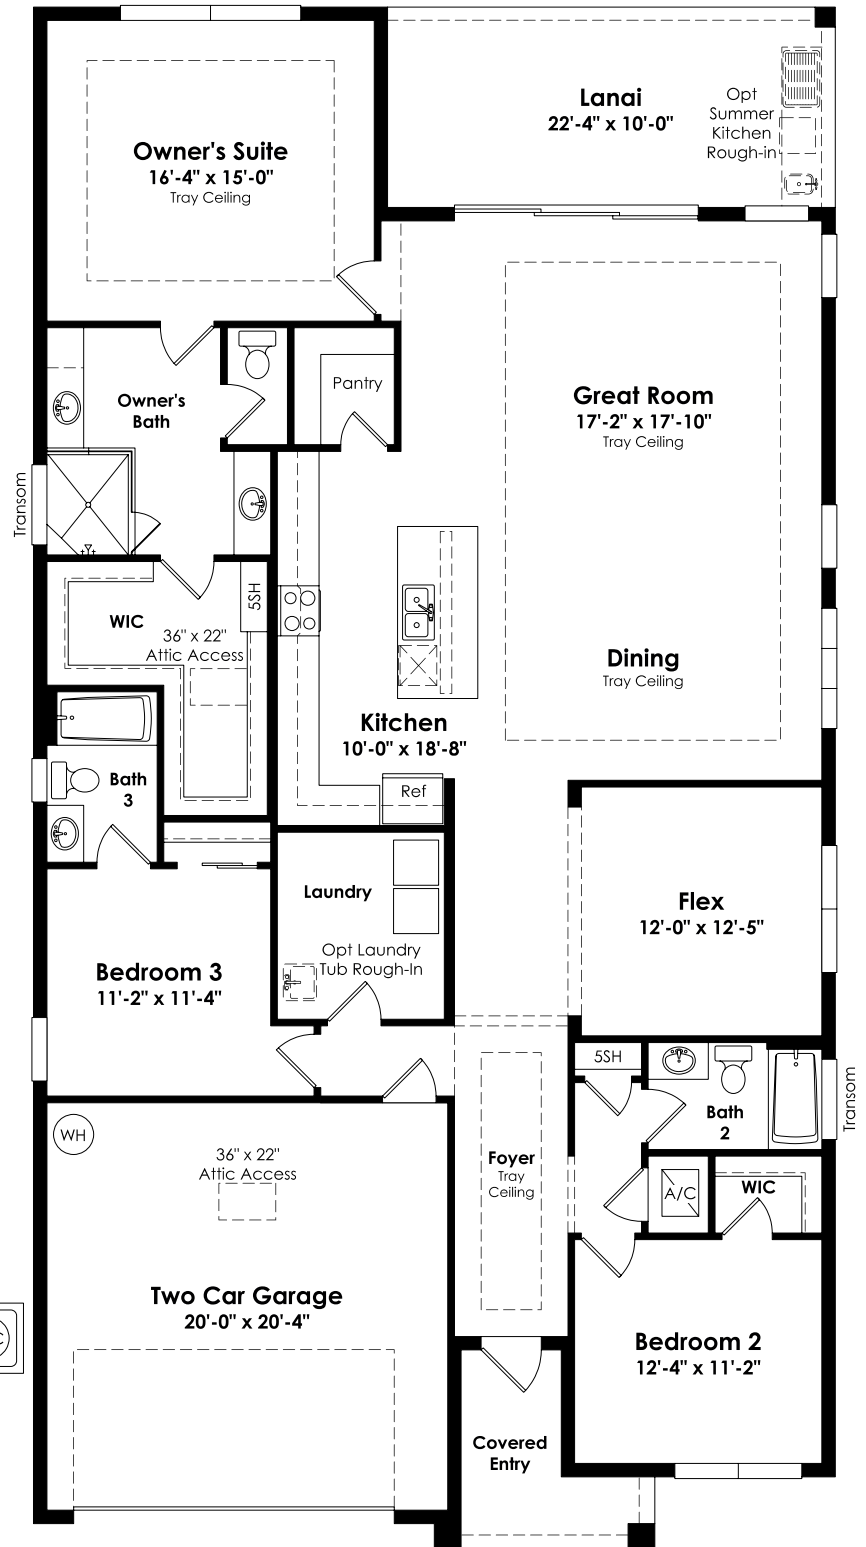 Lanai
22'-4" x 10'-0"
Opt
Summer
Kitchen
Rough-in
Owner's Suite
16'-4" x 15'-0"
Tray Ceiling
Owner's
Bath
Pantry
Great Room
17'-2" x 17'-10"
Tray Ceiling
Transom
WIC
5SH
36" x 22"
Attic Access
Dining
Tray Ceiling
Kitchen
10'-0" x 18'-8"
Ref
Bath
3
Laundry
Opt Laundry
Tub Rough-In
Flex
12'-0" x 12'-5"
Bedroom 3
11'-2" x 11'-4"
5SH
Bath
2
Transom
WH
36" x 22"
Attic Access
Foyer
Tray
Ceiling
A/C
WIC
Two Car Garage
20'-0" x 20'-4"
Bedroom 2
12'-4" x 11'-2"
Covered
Entry